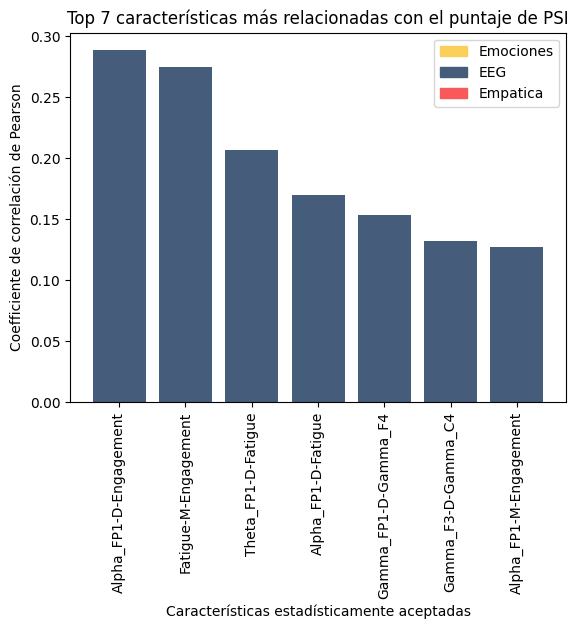 Top 7 características más relacionadas con el puntaje de PSI
Emociones
EEG
Empatica
Coefficiente de correlación de Pearson
0.30
0.25
0.20
0.15
0.10
0.05
0.00
Alpha_FP1-D-Engagement
Fatigue-M-Engagement
Theta_FP1-D-Fatigue
Alpha_FP1-D-Fatigue
Gamma_FP1-D-Gamma_F4
Gamma_F3-D-Gamma_C4
Alpha_FP1-M-Engagement
Características estadísticamente aceptadas